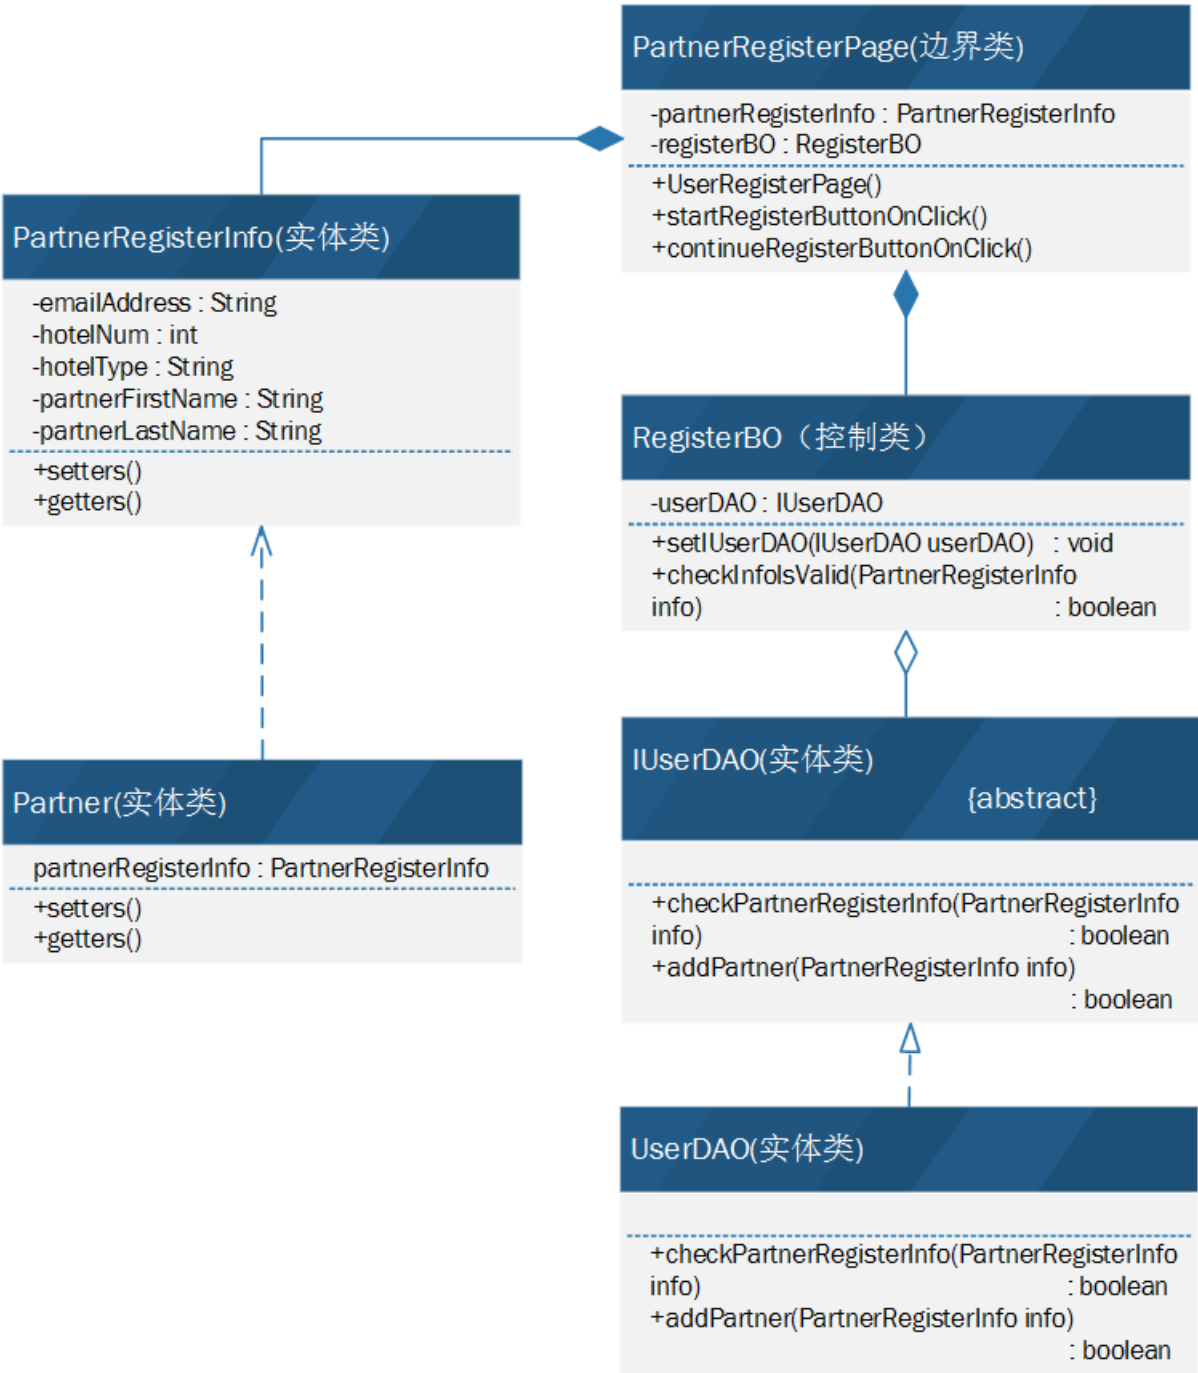 PartnerRegisterPage(边界类)
-partnerRegisterInfo : PartnerRegisterInfo
-registerBO : RegisterBO
+UserRegisterPage()
+startRegisterButtonOnClick()
+continueRegisterButtonOnClick()
PartnerRegisterInfo(实体类)
-emailAddress : String
-hotelNum : int
-hotelType : String
-partnerFirstName : String
-partnerLastName : String
+setters()
+getters()
RegisterBO（控制类）
-userDAO : IUserDAO
+setIUserDAO(IUserDAO userDAO) : void
+checkInfoIsValid(PartnerRegisterInfo
info) : boolean
IUserDAO(实体类)
{abstract}
+checkPartnerRegisterInfo(PartnerRegisterInfo
info) : boolean
+addPartner(PartnerRegisterInfo info)
: boolean
Partner(实体类)
partnerRegisterInfo : PartnerRegisterInfo
+setters()
+getters()
UserDAO(实体类)
+checkPartnerRegisterInfo(PartnerRegisterInfo
info) : boolean
+addPartner(PartnerRegisterInfo info)
: boolean